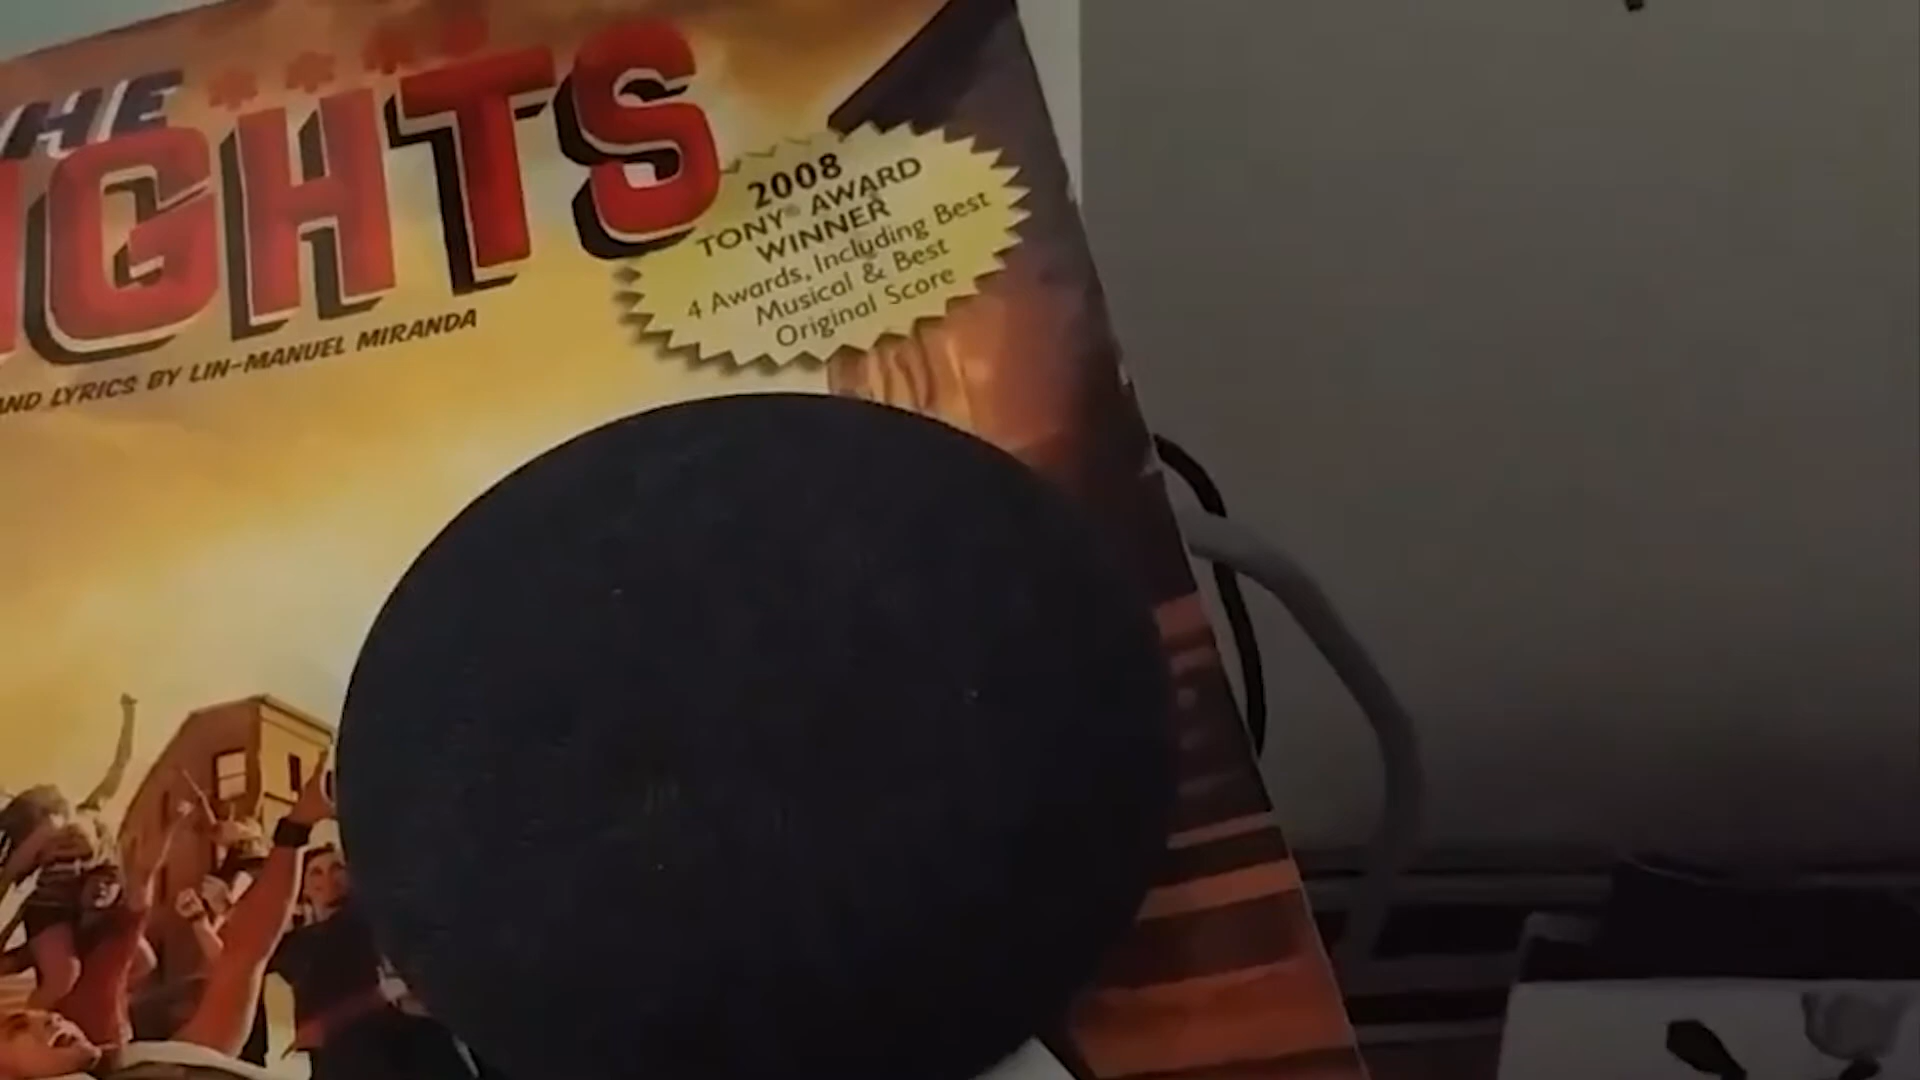 THE
IGHTS
AND LYRICS BY LIN-MANUEL MIRANDA
2008
TONY® AWARD
WINNER
4 Awards, Including Best
Musical & Best
Original Score